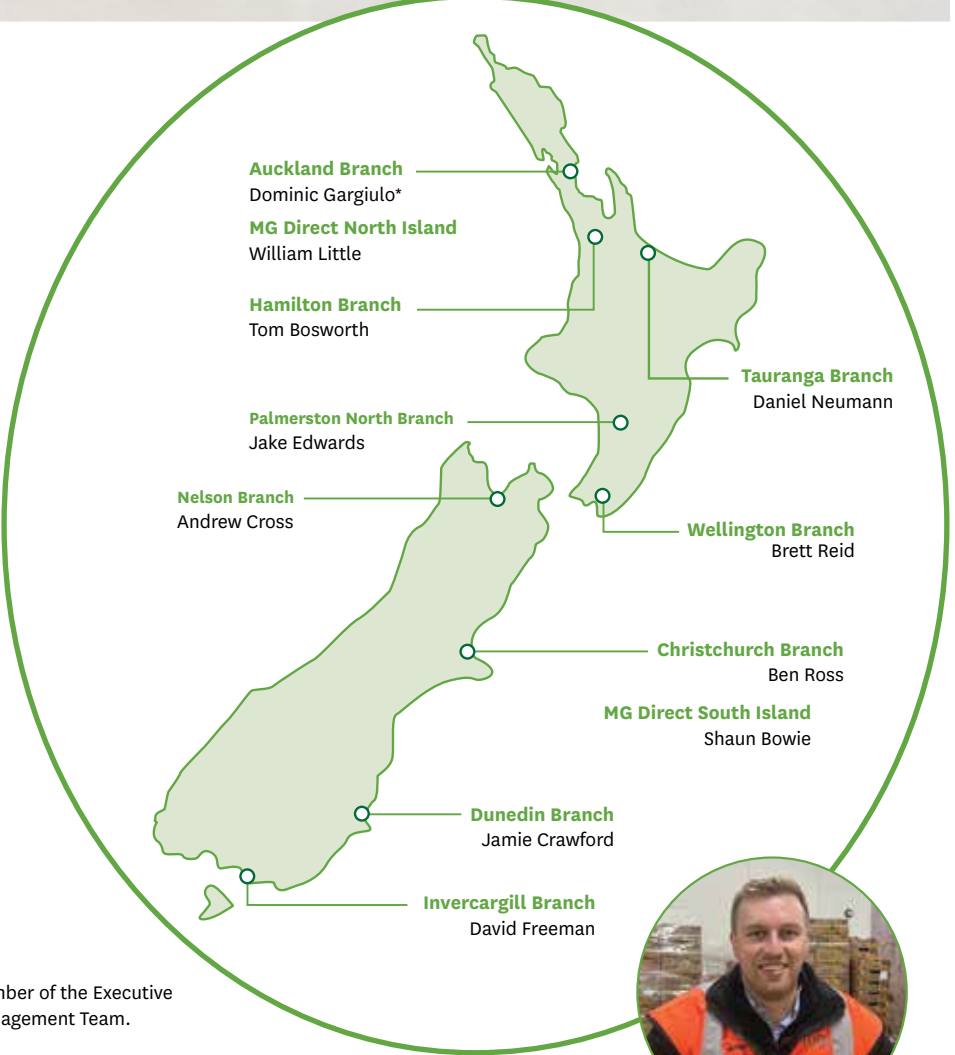 Auckland Branch
Dominic Gargiulo*
MG Direct North Island
William Little
Hamilton Branch
Tom Bosworth
Tauranga Branch
Daniel Neumann
Palmerston North Branch
Jake Edwards
Nelson Branch
Andrew Cross
Wellington Branch
Brett Reid
Christchurch Branch
Ben Ross
MG Direct South Island
Shaun Bowie
Dunedin Branch
Jamie Crawford
Invercargill Branch
David Freeman
of the Executive
Team.